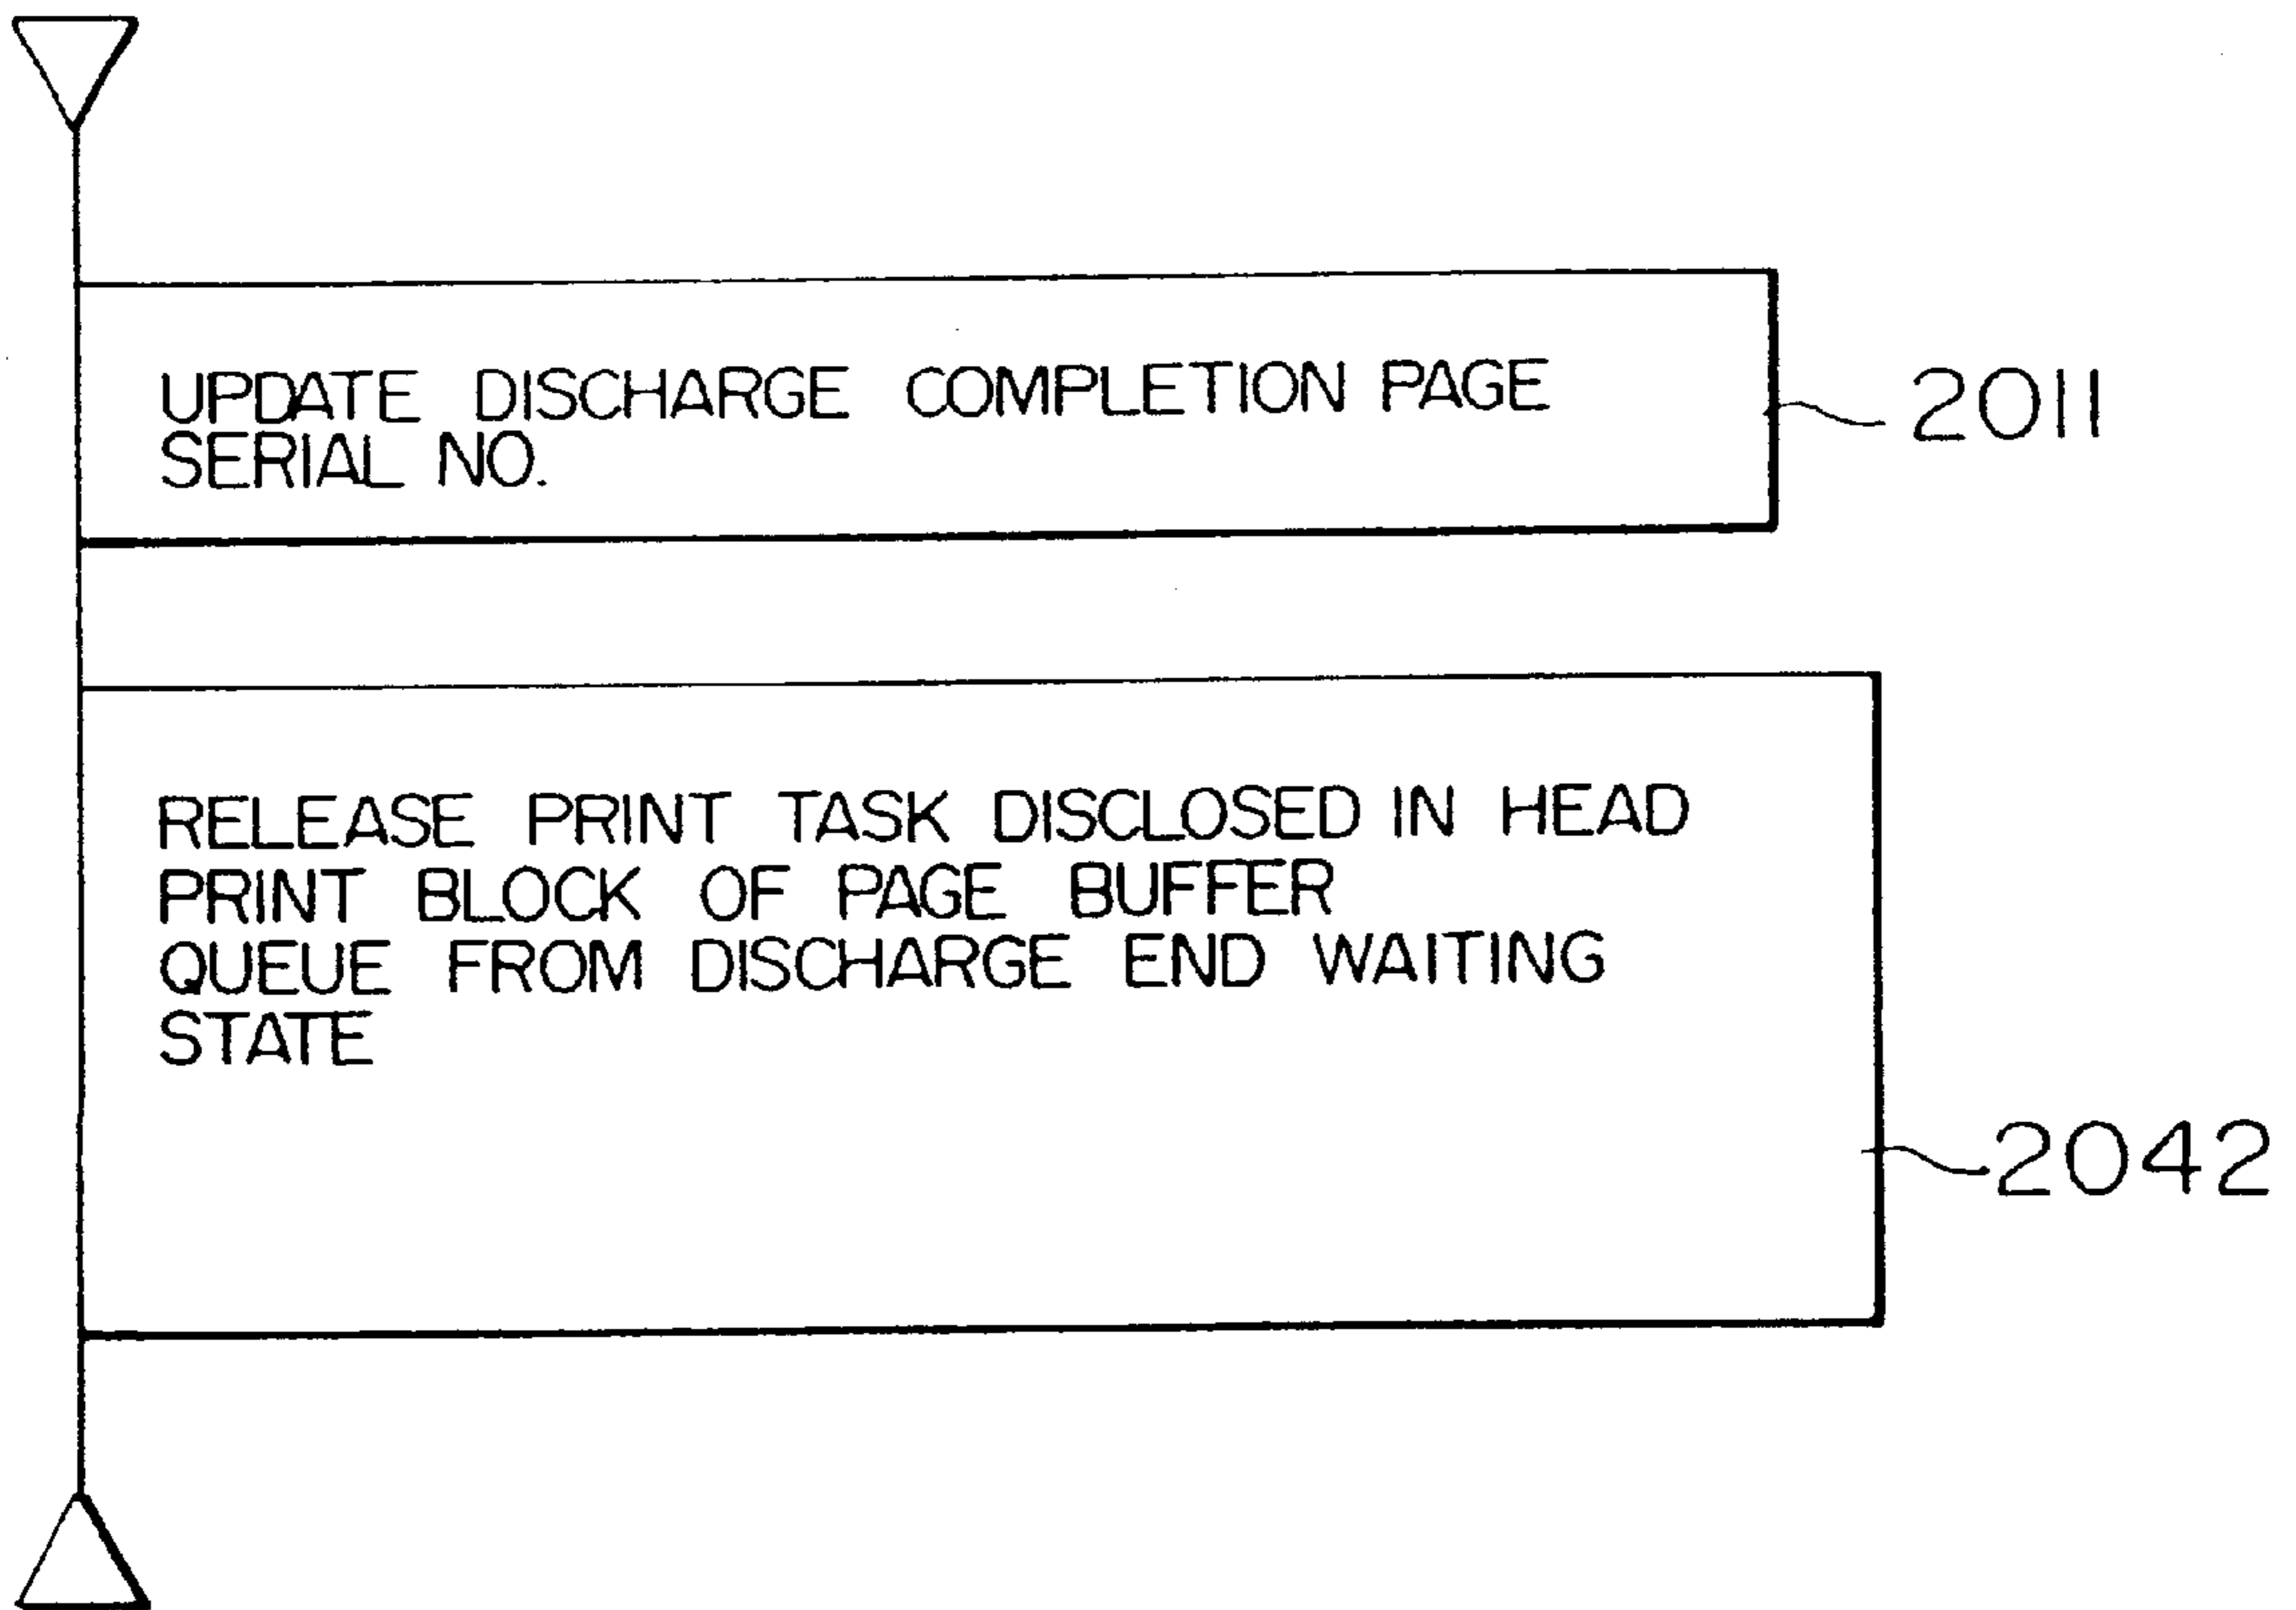 UPDATE DISCHARGE COMPLETION PAGE
SERIAL NO.
2011
RELEASE PRINT TASK DISCLOSED IN HEAD
PRINT BLOCK OF PAGE BUFFER
QUEUE FROM DISCHARGE END WAITING
STATE
2042